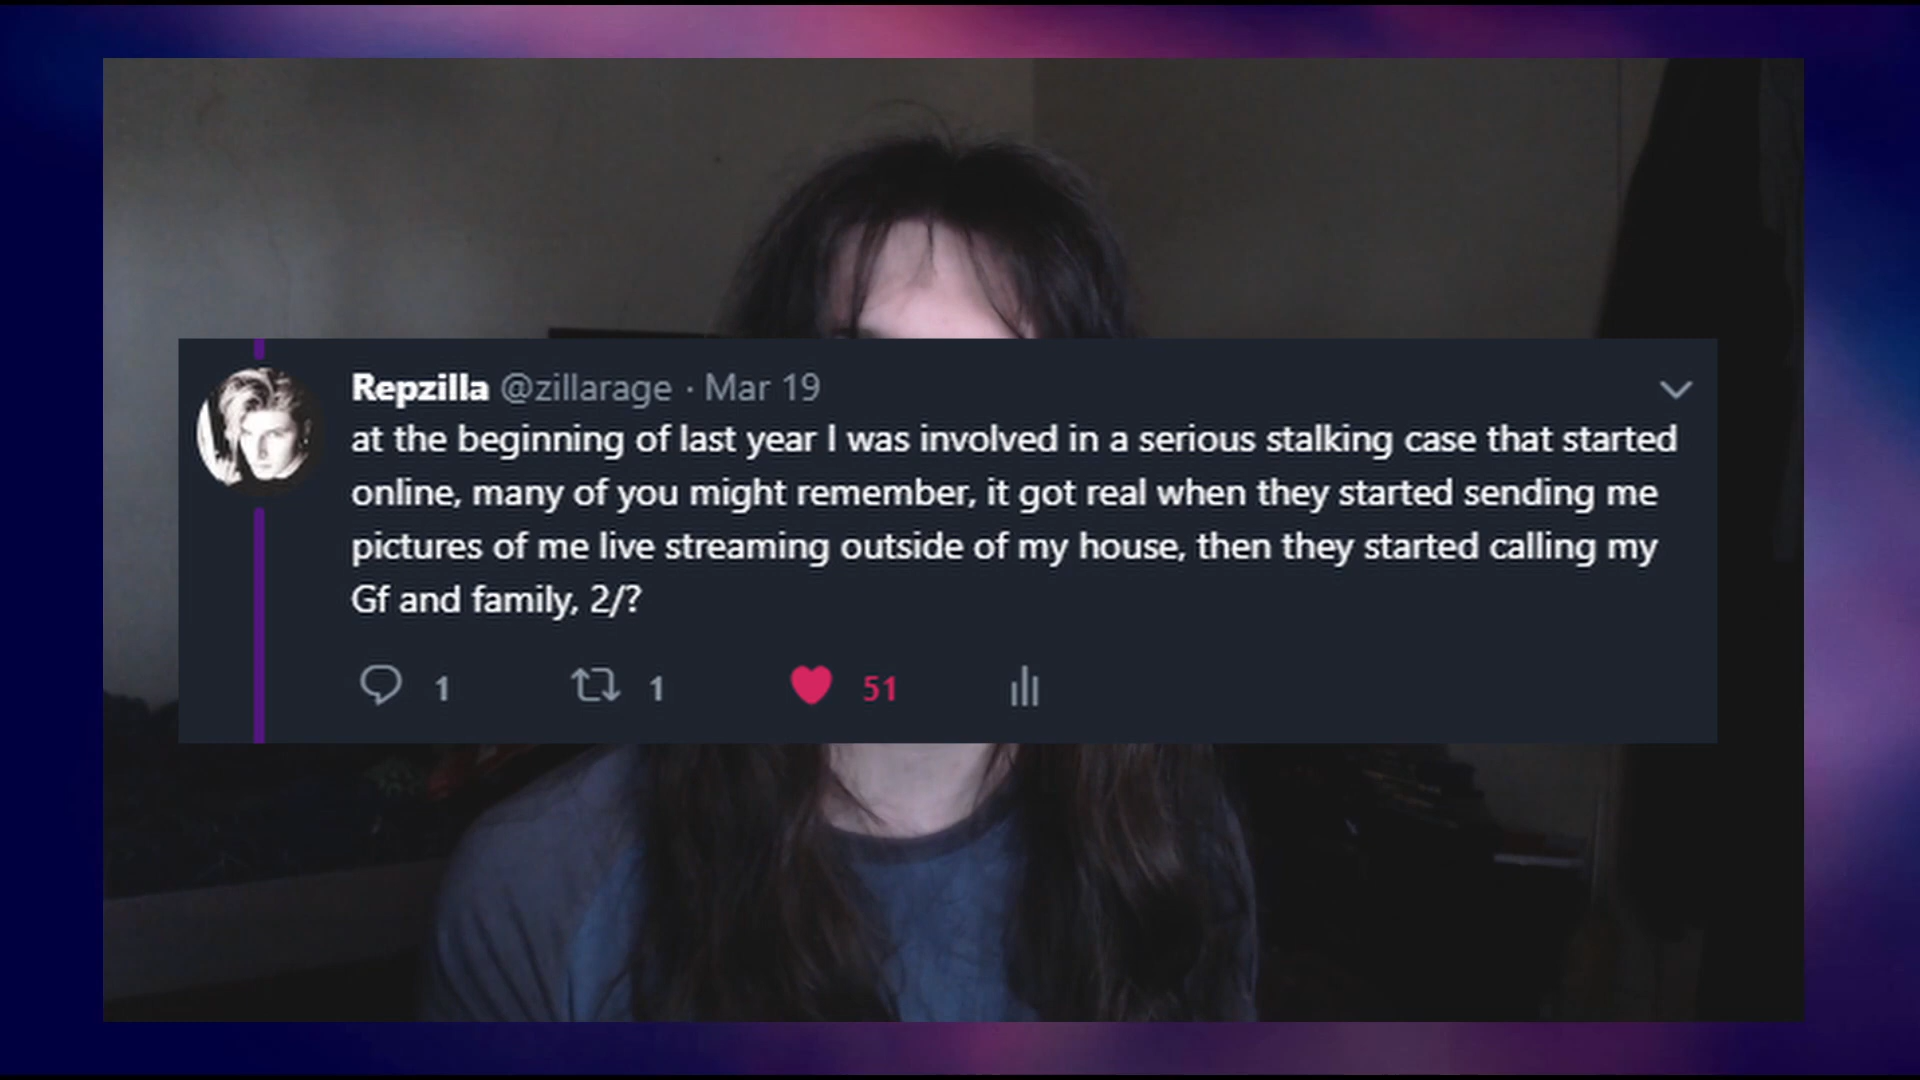 Repzilla @zillarage · Mar 19
at the beginning of last year I was involved in a serious stalking case that started
online, many of you might remember, it got real when they started sending me
pictures of me live streaming outside of my house, then they started calling my
Gf and family, 2/?
1 1 51